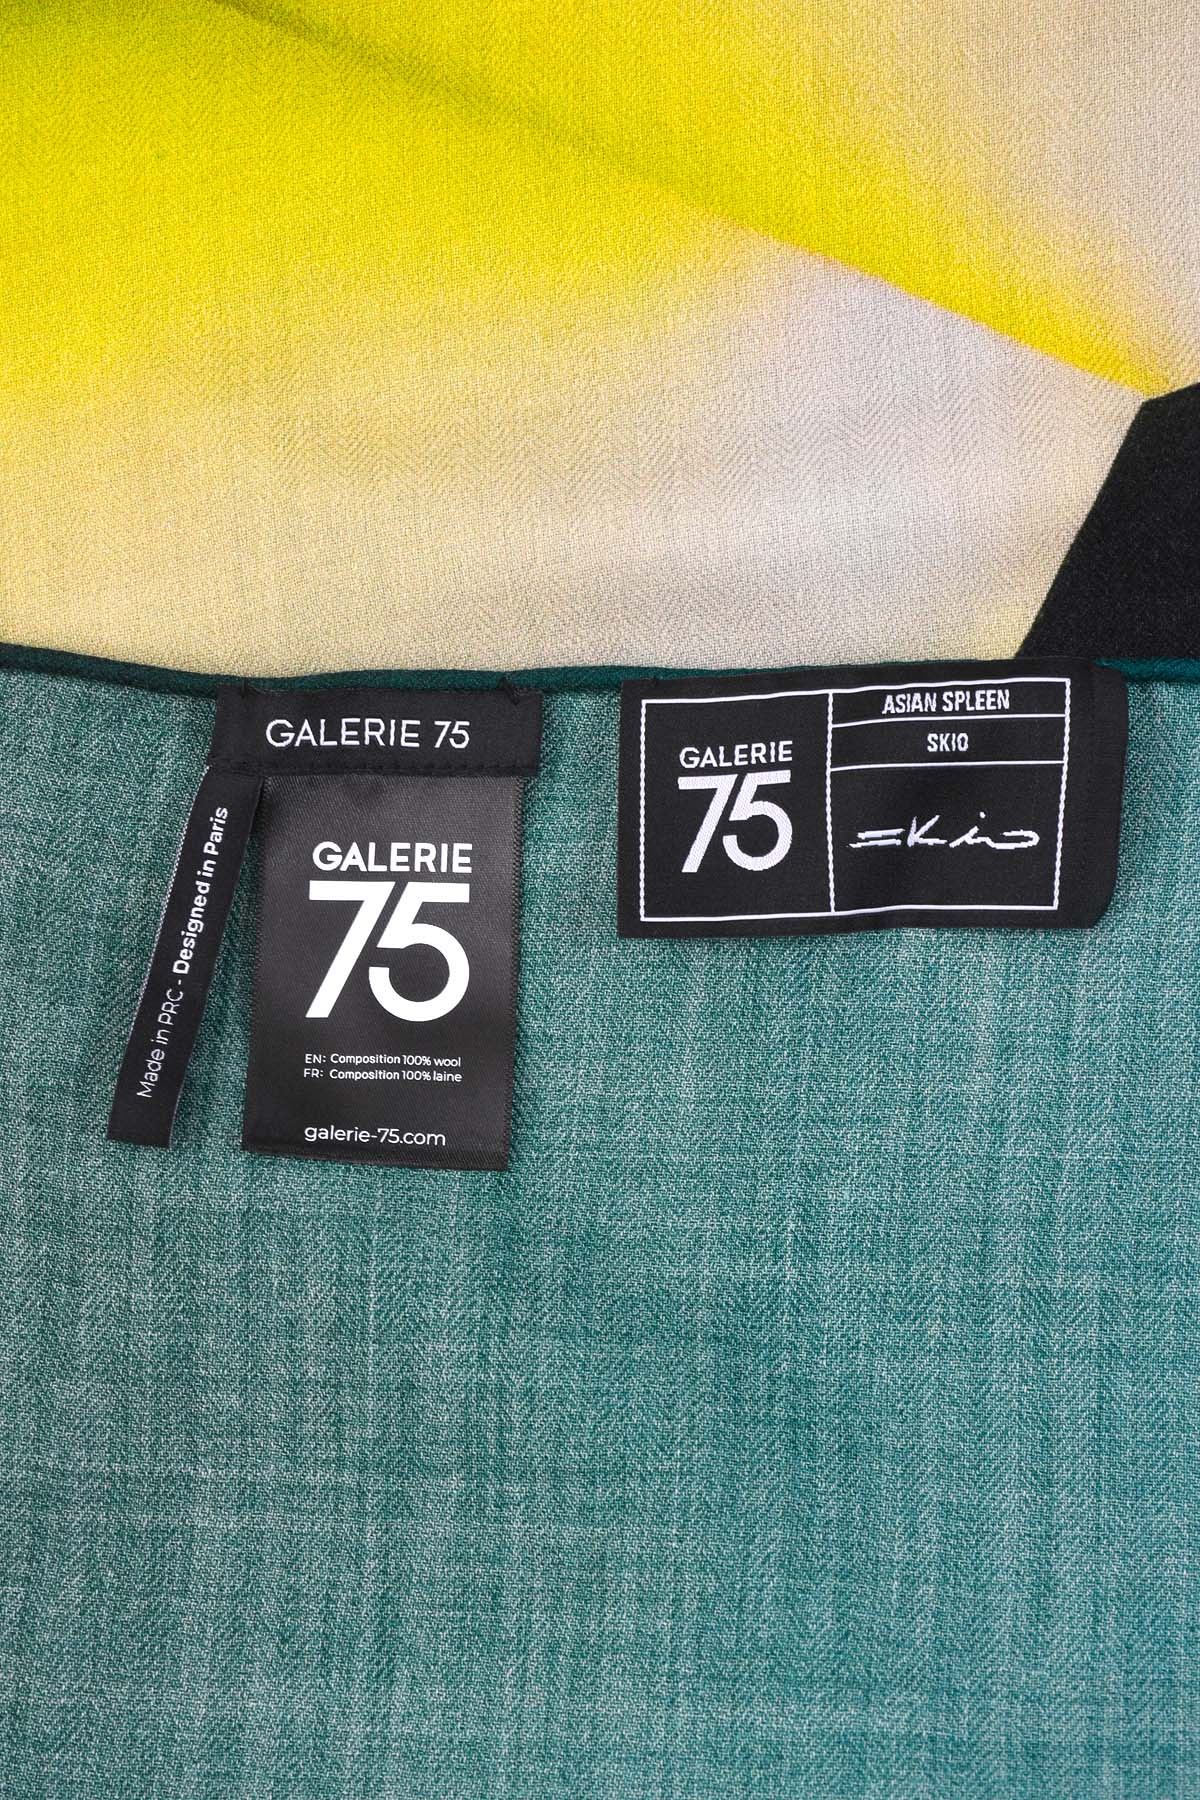 GALERIE 75
Made in PRC - Designed in Paris
GALERIE
75
EN: Composition 100% wool
FR: Composition 100% laine
galerie-75.com
GALERIE
75
ASIAN SPLEEN
SKIO
SKIO